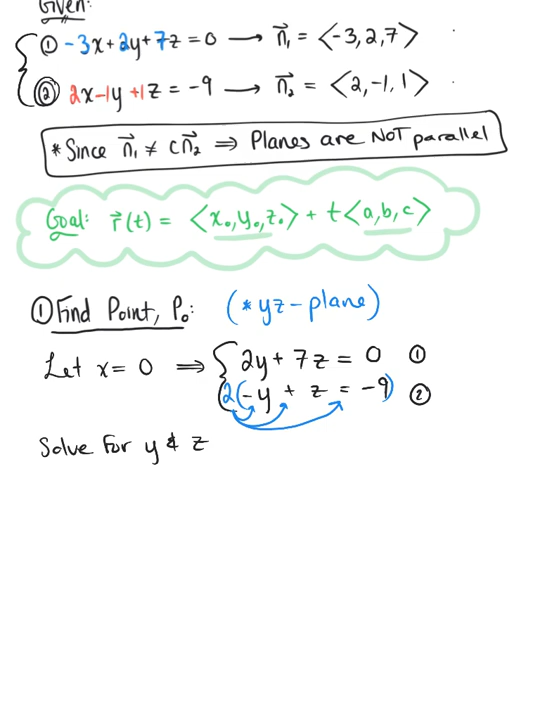 Given:
① -3x+2y+7z=0 → n⃗₁ = <-3,2,7>
② 2x-1y+1z=-9 → n⃗₂ = <2,-1,1>
*Since n⃗₁ ≠ cn⃗₂ ⇒ Planes are NOT parallel
Goal: r⃗(t) = <x₀,y₀,z₀> + t<a,b,c>
① Find Point, P₀: (*yz-plane)
Let x= 0 ⇒ { 2y+7z = 0 ①
2(-y + z = -9) ②
Solve for y & z